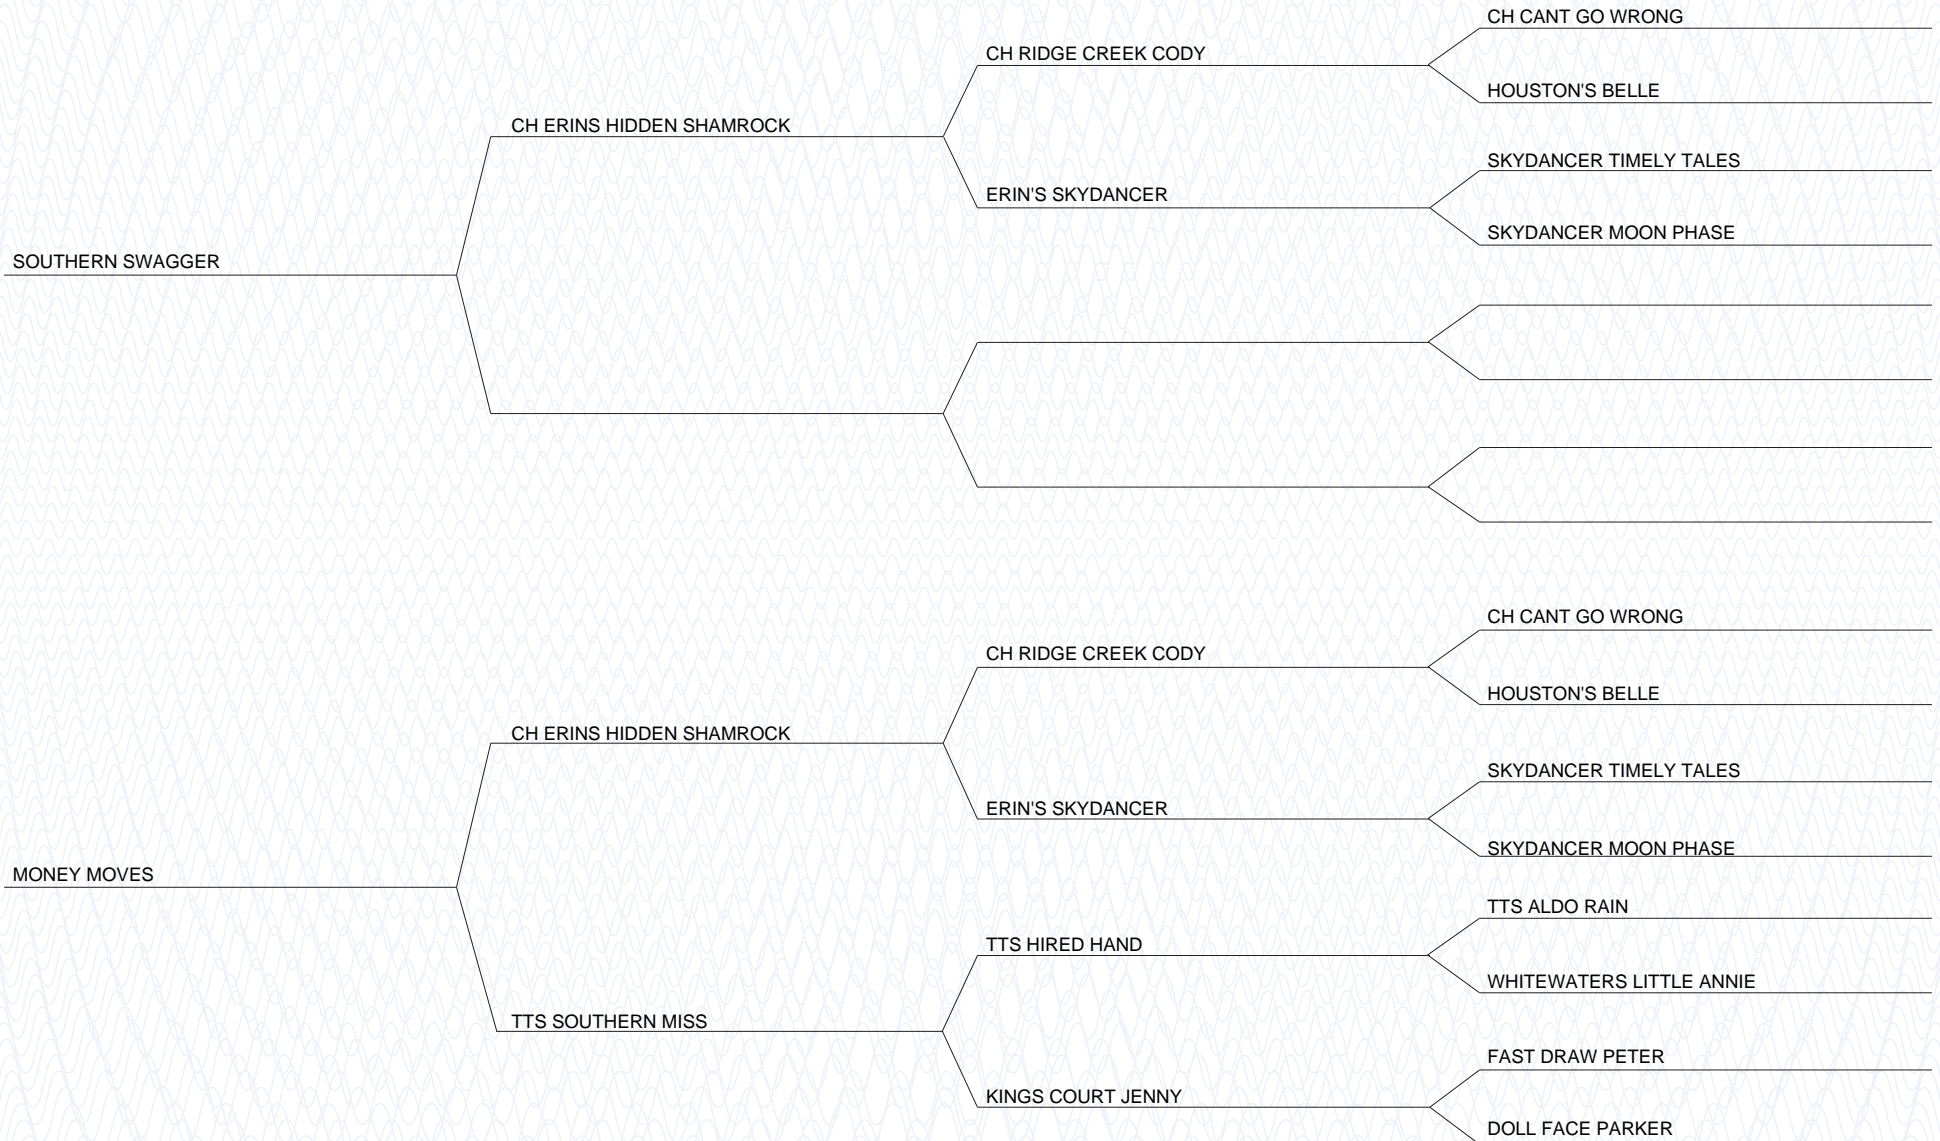 CH CANT GO WRONG
CH RIDGE CREEK CODY
HOUSTON'S BELLE
CH ERINS HIDDEN SHAMROCK
SKYDANCER TIMELY TALES
ERIN'S SKYDANCER
SKYDANCER MOON PHASE
SOUTHERN SWAGGER
CH CANT GO WRONG
CH RIDGE CREEK CODY
HOUSTON'S BELLE
CH ERINS HIDDEN SHAMROCK
SKYDANCER TIMELY TALES
ERIN'S SKYDANCER
SKYDANCER MOON PHASE
MONEY MOVES
TTS ALDO RAIN
TTS HIRED HAND
WHITEWATERS LITTLE ANNIE
TTS SOUTHERN MISS
FAST DRAW PETER
KINGS COURT JENNY
DOLL FACE PARKER